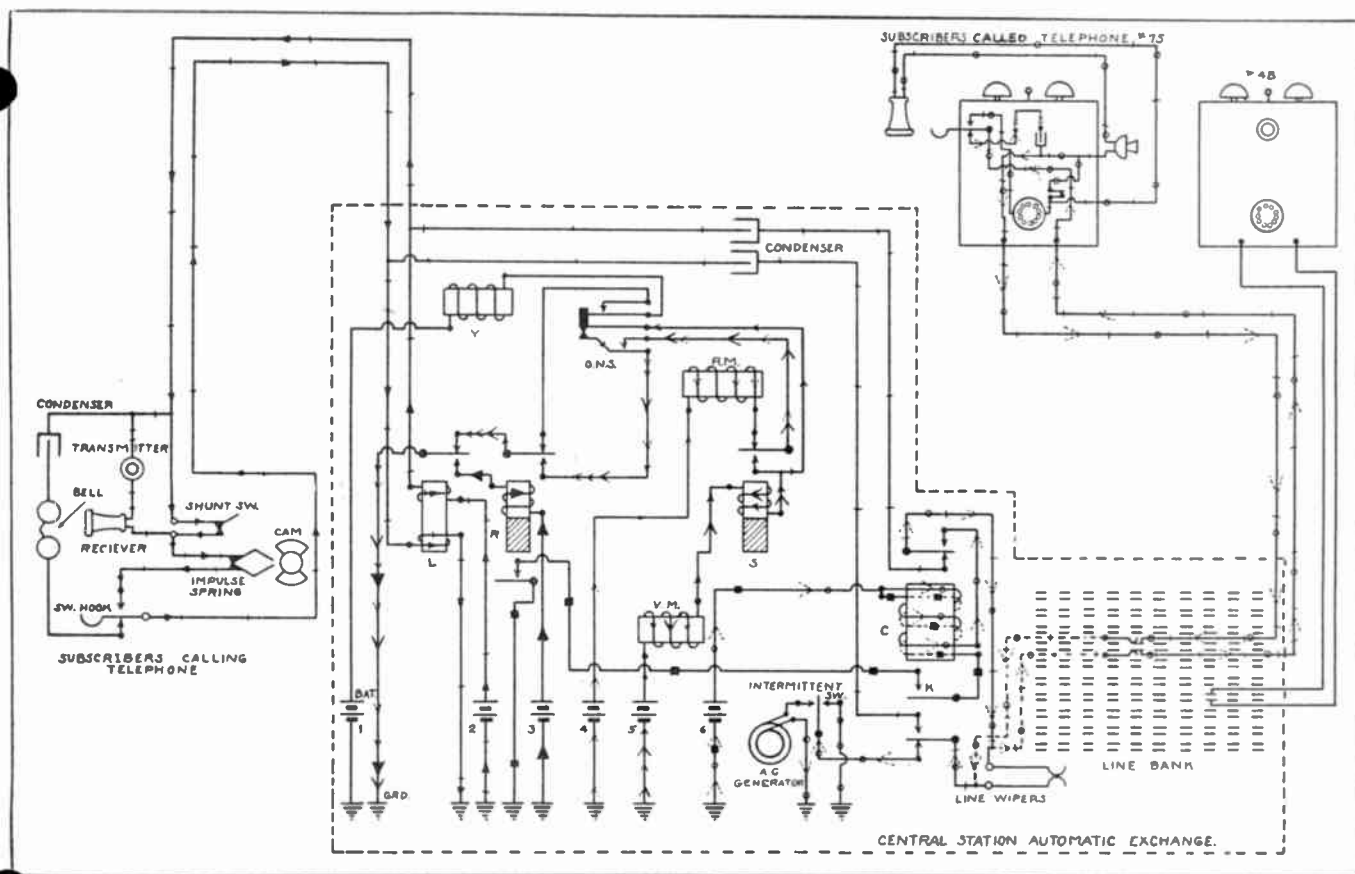 SUBSCRIBERS CALLED TELEPHONE, #75
#48
CONDENSER
Y
O.N.S.
R.M.
CONDENSER
TRANSMITTER
BELL
SHUNT SW.
CAM
RECIEVER
IMPULSE
SPRING
SW. HOOK
SUBSCRIBERS CALLING
TELEPHONE
L
R
S
V.M.
C
K
BAT.
1
2
3
4
5
6
INTERMITTENT
SW.
A C
GENERATOR
GRD.
LINE WIPERS
LINE BANK
CENTRAL STATION AUTOMATIC EXCHANGE.